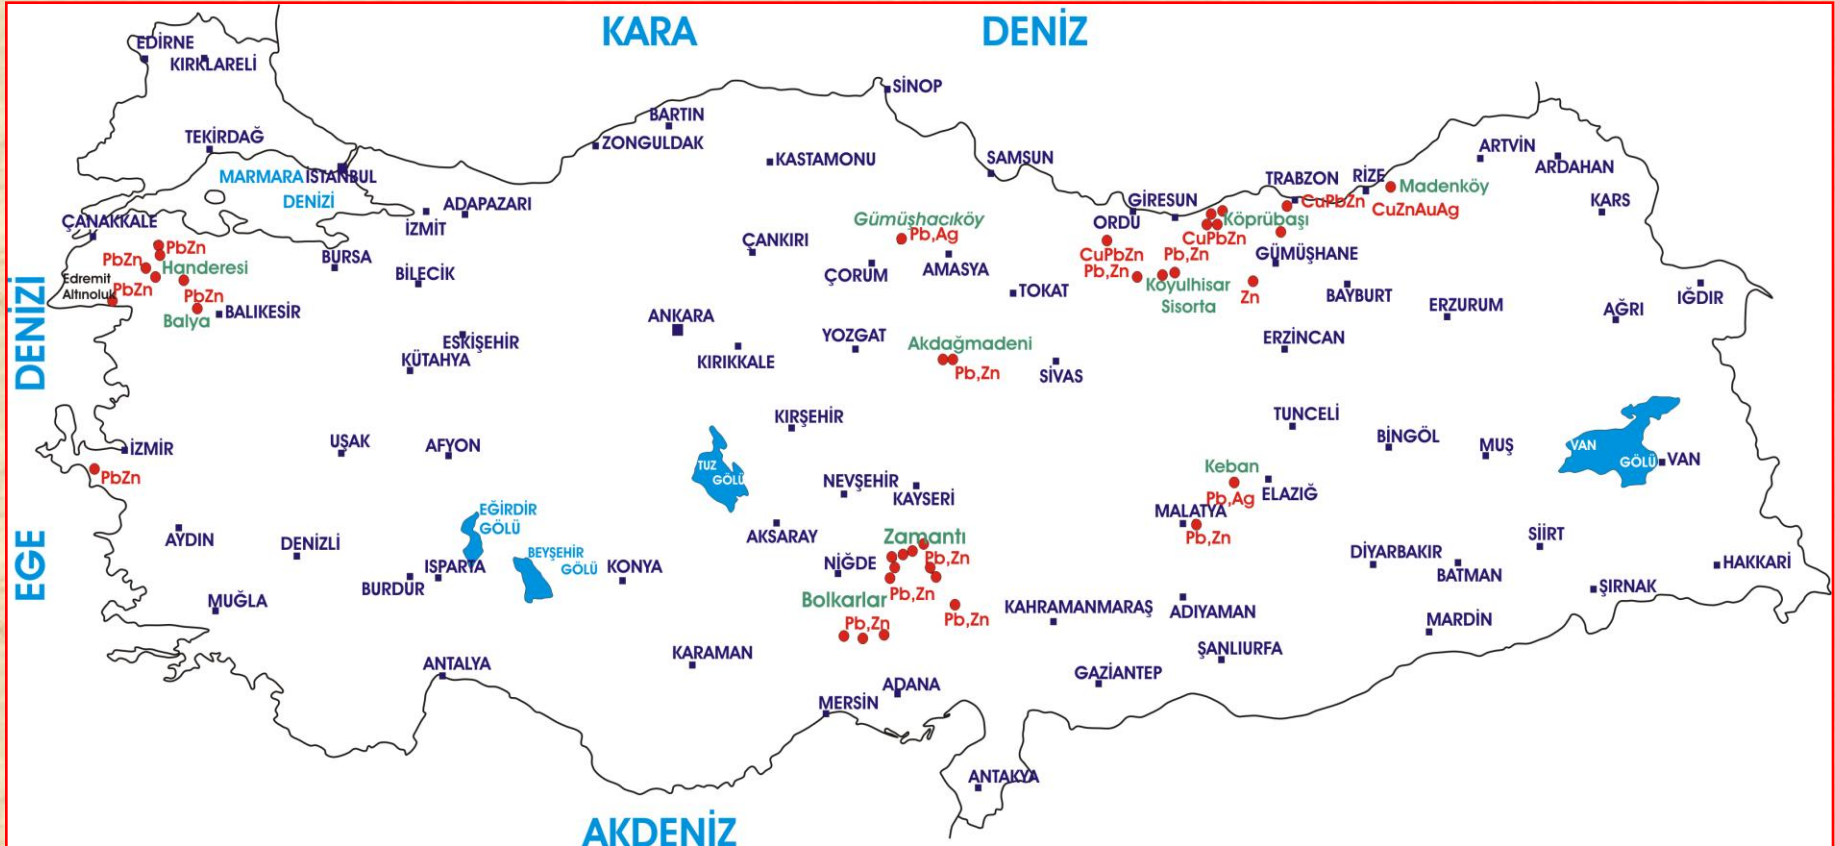 KARA DENİZ
EDİRNE
KIRKLARELİ
SİNOP
BARTIN
TEKİRDAĞ
ZONGULDAK
KASTAMONU
SAMSUN
ARTVİN
ARDAHAN
MARMARA
DENİZİ
İSTANBUL
TRABZON
RİZE
Madenköy
CuPbZn
CuZnAuAg
KARS
ADAPAZARI
İZMİT
GİRESUN
ORDU
Köprübaşı
CuPbZn
ÇANAKKALE
Gümüşhacıköy
Pb,Ag
ÇANKIRI
ÇORUM
AMASYA
CuPbZn
Pb,Zn
Pb,Zn
GÜMÜŞHANE
PbZn
PbZn
Handeresi
BURSA
BİLECİK
Edremit
Altınoluk
PbZn
PbZn
Balya
BALIKESİR
TOKAT
Koyulhisar
Sisorta
Zn
BAYBURT
ERZURUM
AĞRI
IĞDIR
ANKARA
KIRIKKALE
YOZGAT
Akdağmadeni
Pb,Zn
SİVAS
ERZİNCAN
ESKİŞEHİR
KÜTAHYA
EGE DENİZİ
KIRŞEHİR
TUNCELİ
BİNGÖL
MUŞ
VAN
GÖLÜ
VAN
İZMİR
PbZn
UŞAK
AFYON
TUZ
GÖLÜ
NEVŞEHİR
KAYSERİ
Keban
Pb,Ag
ELAZIĞ
MALATYA
Pb,Zn
EĞİRDİR
GÖLÜ
BEYŞEHİR
GÖLÜ
AKSARAY
Zamantı
Pb,Zn
NİĞDE
Pb,Zn
SİİRT
DİYARBAKIR
BATMAN
HAKKARİ
ŞIRNAK
AYDIN
DENİZLİ
ISPARTA
BURDUR
KONYA
MUĞLA
Bolkarlar
Pb,Zn
Pb,Zn
KAHRAMANMARAŞ
ADIYAMAN
MARDİN
ŞANLIURFA
GAZİANTEP
KARAMAN
ANTALYA
ADANA
MERSİN
ANTAKYA
AKDENİZ